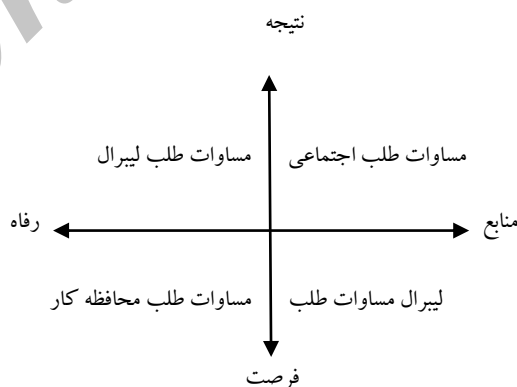 نتیجه
مساوات طلب اجتماعی
مساوات طلب لیبرال
منابع
رفاه
لیبرال مساوات طلب
مساوات طلب محافظه کار
فرصت